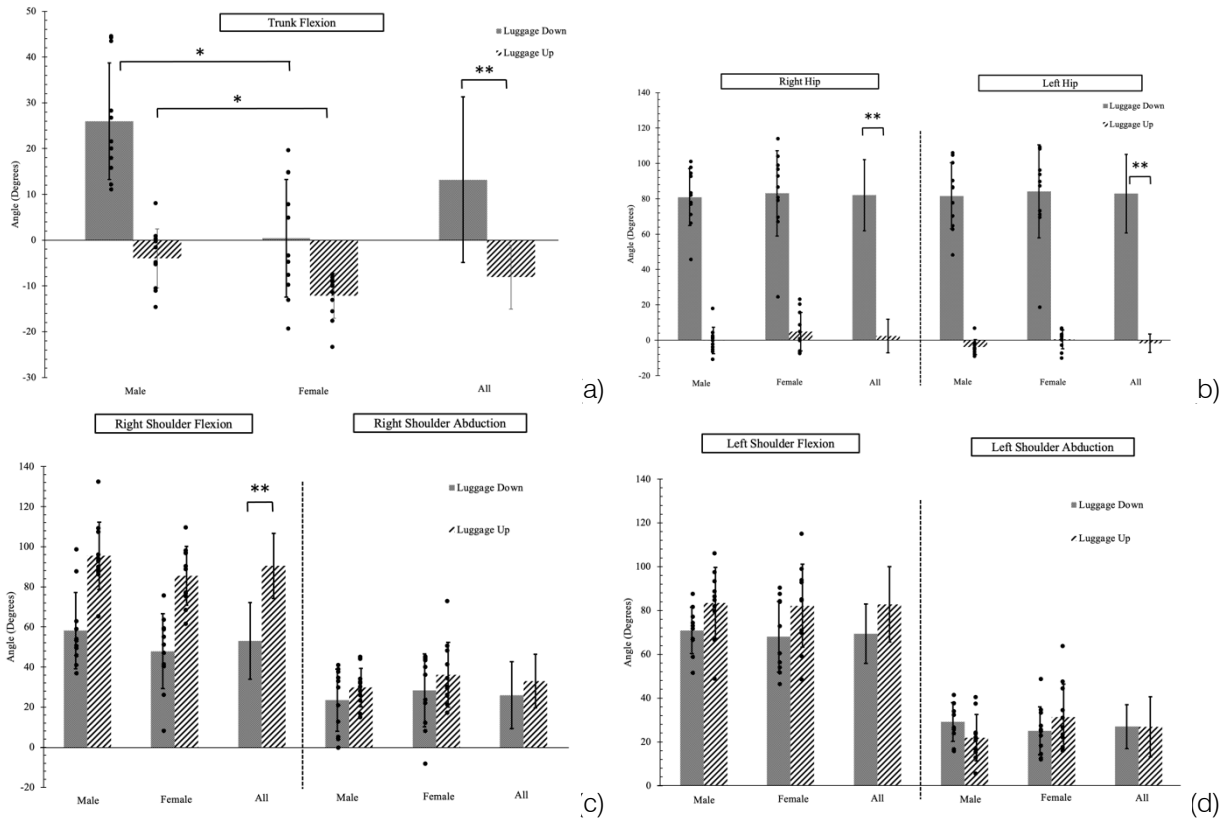 Trunk Flexion
Luggage Down
Luggage Up
*
*
**
Angle (Degrees)
50
40
30
20
10
0
-10
-20
-30
Male
Female
All
a)
Right Hip
Left Hip
Luggage Down
Luggage Up
**
**
Angle (Degrees)
140
120
100
80
60
40
20
0
-20
Male
Female
All
Male
Female
All
b)
Right Shoulder Flexion
Right Shoulder Abduction
Luggage Down
Luggage Up
**
Angle (Degrees)
140
120
100
80
60
40
20
0
-20
Male
Female
All
Male
Female
All
(c)
Left Shoulder Flexion
Left Shoulder Abduction
Luggage Down
Luggage Up
Angle (Degrees)
140
120
100
80
60
40
20
0
Male
Female
All
Male
Female
All
(d)